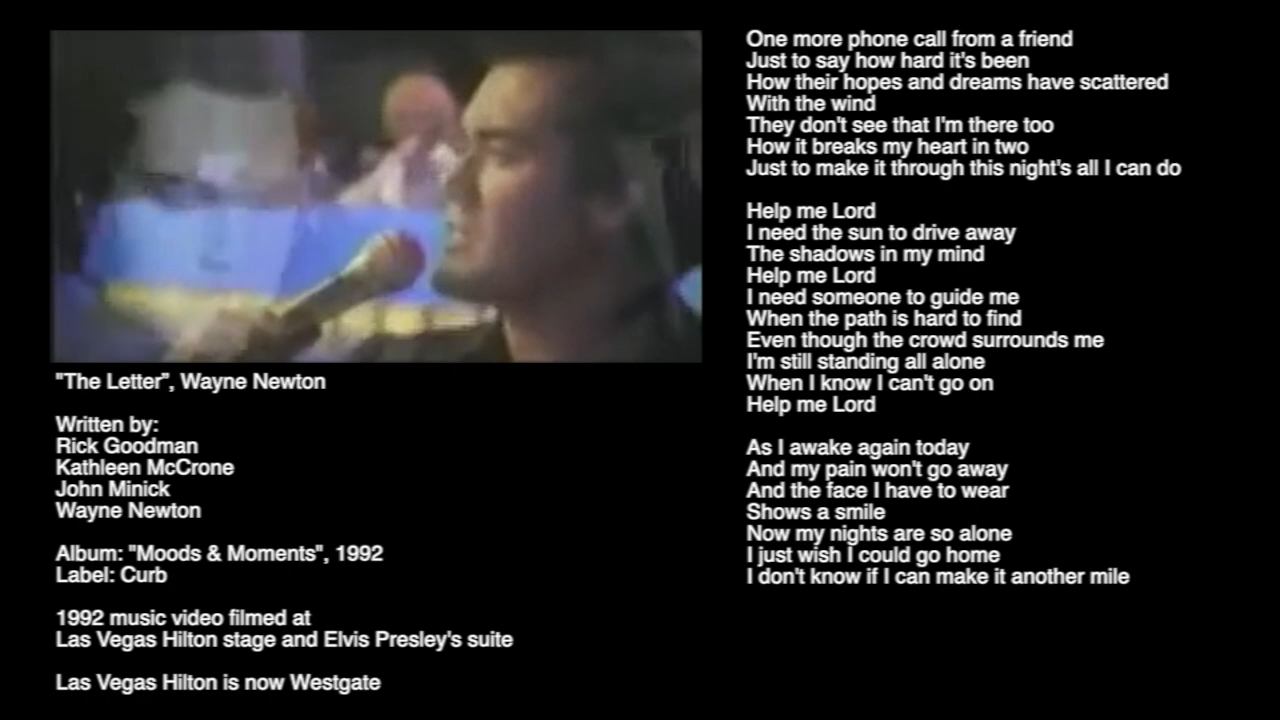 "The Letter", Wayne Newton
Written by:
Rick Goodman
Kathleen McCrone
John Minick
Wayne Newton
Album: "Moods & Moments", 1992
Label: Curb
1992 music video filmed at
Las Vegas Hilton stage and Elvis Presley's suite
Las Vegas Hilton is now Westgate
One more phone call from a friend
Just to say how hard it's been
How their hopes and dreams have scattered
With the wind
They don't see that I'm there too
How it breaks my heart in two
Just to make it through this night's all I can do
Help me Lord
I need the sun to drive away
The shadows in my mind
Help me Lord
I need someone to guide me
When the path is hard to find
Even though the crowd surrounds me
I'm still standing all alone
When I know I can't go on
Help me Lord
As I awake again today
And my pain won't go away
And the face I have to wear
Shows a smile
Now my nights are so alone
I just wish I could go home
I don't know if I can make it another mile